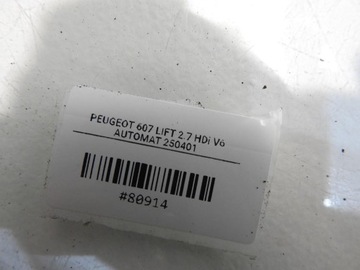 PEUGEOT 607 LIFT 2.7 HDi V6
AUTOMAT 250401
#80914